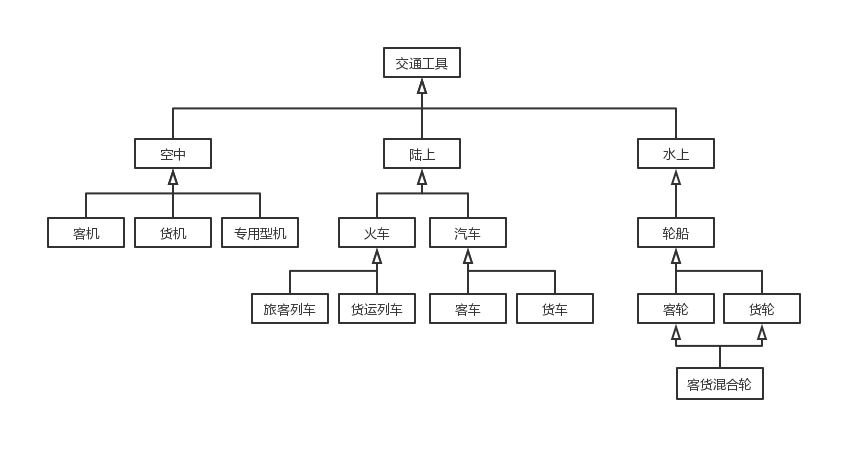 交通工具
空中
陆上
水上
客机
货机
专用型机
火车
汽车
轮船
旅客列车
货运列车
客车
货车
客轮
货轮
客货混合轮